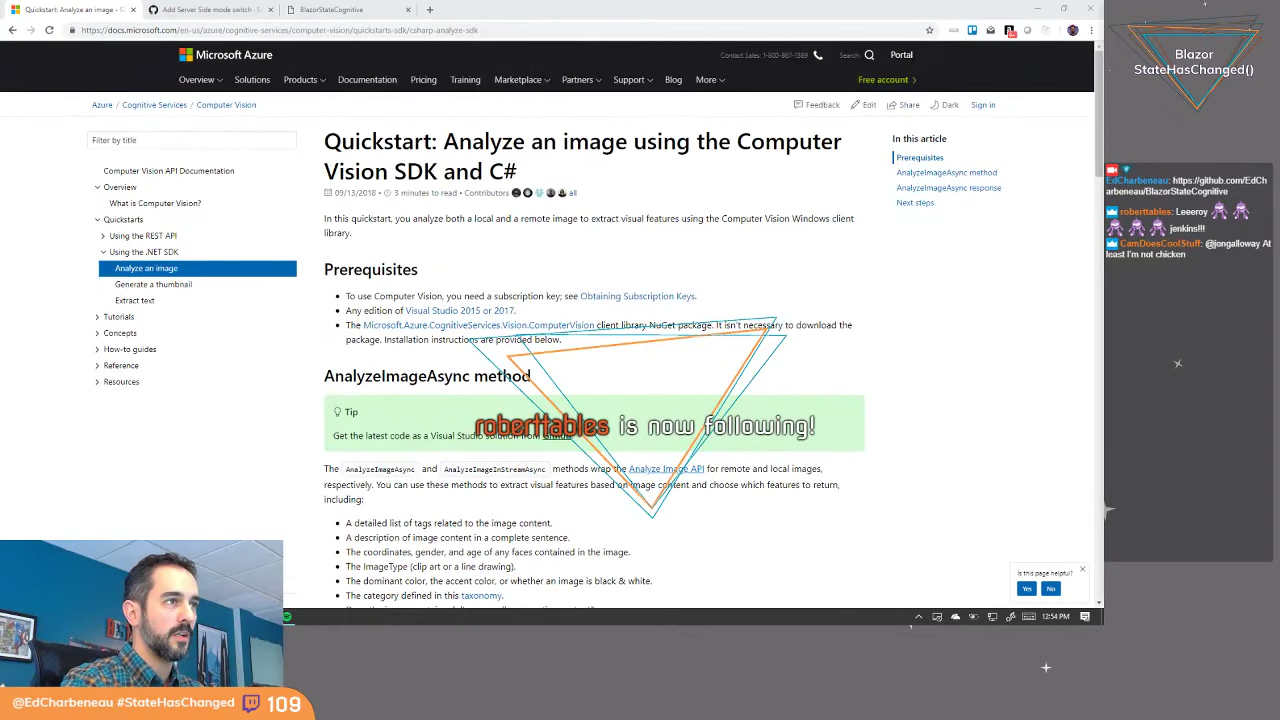 Quickstart: Analyze an image - S
Add Server Side mode switch · S
BlazorStateCognitive
https://docs.microsoft.com/en-us/azure/cognitive-services/computer-vision/quickstarts-sdk/csharp-analyze-sdk
Microsoft Azure
Contact Sales: 1-800-867-1389
Search
Portal
Overview
Solutions
Products
Documentation
Pricing
Training
Marketplace
Partners
Support
Blog
More
Free account
Azure / Cognitive Services / Computer Vision
Feedback
Edit
Share
Dark
Sign in
Filter by title
Computer Vision API Documentation
Overview
What is Computer Vision?
Quickstarts
Using the REST API
Using the .NET SDK
Analyze an image
Generate a thumbnail
Extract text
Tutorials
Concepts
How-to guides
Reference
Resources
Quickstart: Analyze an image using the Computer
Vision SDK and C#
09/13/2018 • 3 minutes to read • Contributors all
In this quickstart, you analyze both a local and a remote image to extract visual features using the Computer Vision Windows client
library.
Prerequisites
• To use Computer Vision, you need a subscription key; see Obtaining Subscription Keys.
• Any edition of Visual Studio 2015 or 2017.
• The Microsoft.Azure.CognitiveServices.Vision.ComputerVision client library NuGet package. It isn't necessary to download the
package. Installation instructions are provided below.
AnalyzeImageAsync method
Tip
Get the latest code as a Visual Studio solution from
roberttables is now following!
The AnalyzeImageAsync and AnalyzeImageInStreamAsync methods wrap the Analyze Image API for remote and local images,
respectively. You can use these methods to extract visual features based on image content and choose which features to return,
including:
• A detailed list of tags related to the image content.
• A description of image content in a complete sentence.
• The coordinates, gender, and age of any faces contained in the image.
• The ImageType (clip art or a line drawing).
• The dominant color, the accent color, or whether an image is black & white.
• The category defined in this taxonomy.
In this article
Prerequisites
AnalyzeImageAsync method
AnalyzeImageAsync response
Next steps
Is this page helpful?
Yes
No
12:54 PM
Blazor
StateHasChanged()
EdCharbeneau: https://github.com/EdCh
arbeneau/BlazorStateCognitive
roberttables: Leeeroy
jenkins!!!
CamDoesCoolStuff: @jongalloway At
least I'm not chicken
@EdCharbeneau #StateHasChanged 109